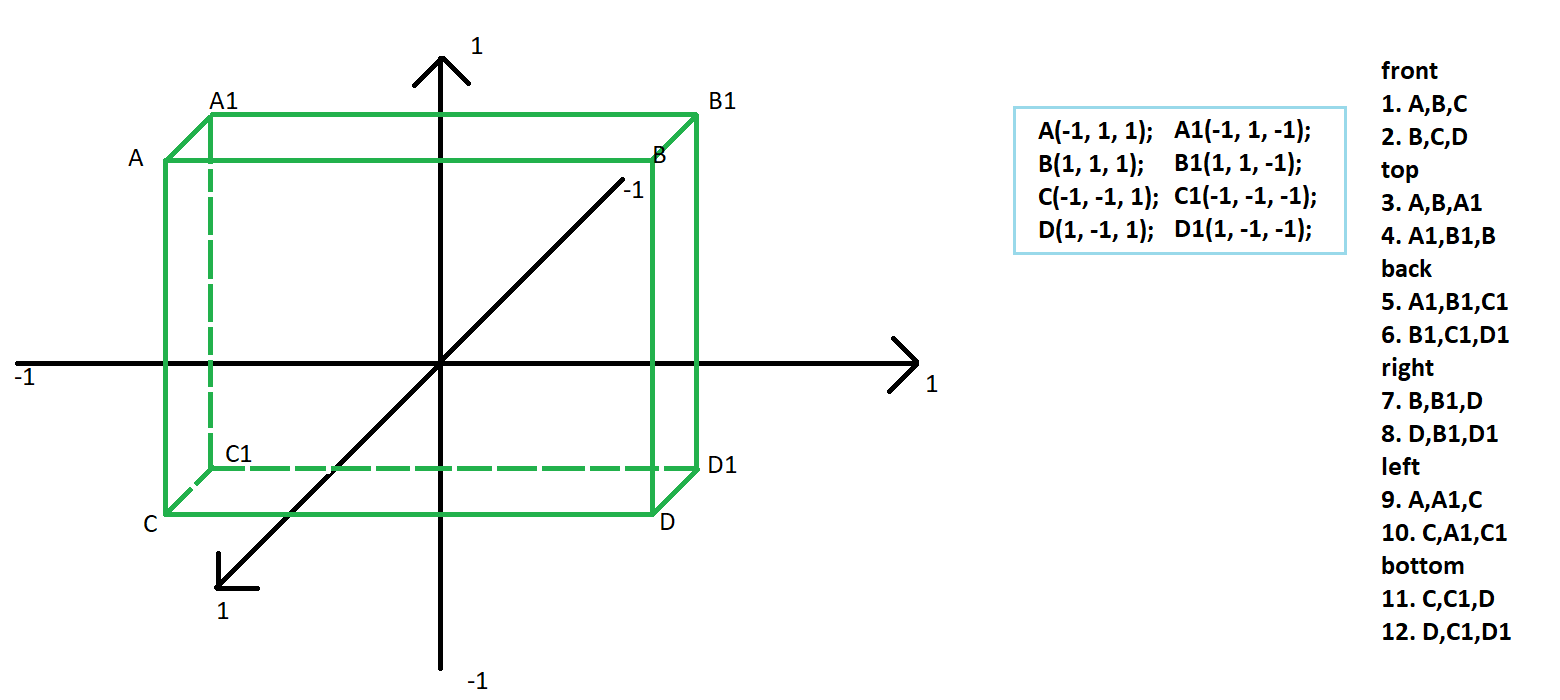 1
A1
B1
A
B
-1
-1
1
C1
D1
C
D
1
-1
A(-1, 1, 1); A1(-1, 1, -1);
B(1, 1, 1); B1(1, 1, -1);
C(-1, -1, 1); C1(-1, -1, -1);
D(1, -1, 1); D1(1, -1, -1);
front
1. A,B,C
2. B,C,D
top
3. A,B,A1
4. A1,B1,B
back
5. A1,B1,C1
6. B1,C1,D1
right
7. B,B1,D
8. D,B1,D1
left
9. A,A1,C
10. C,A1,C1
bottom
11. C,C1,D
12. D,C1,D1